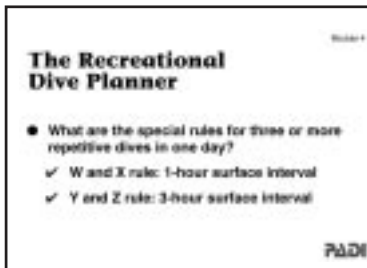 The Recreational
Dive Planner
● What are the special rules for three or more
repetitive dives in one day?
✓ W and X rule: 1-hour surface interval
✓ Y and Z rule: 3-hour surface interval
PADI